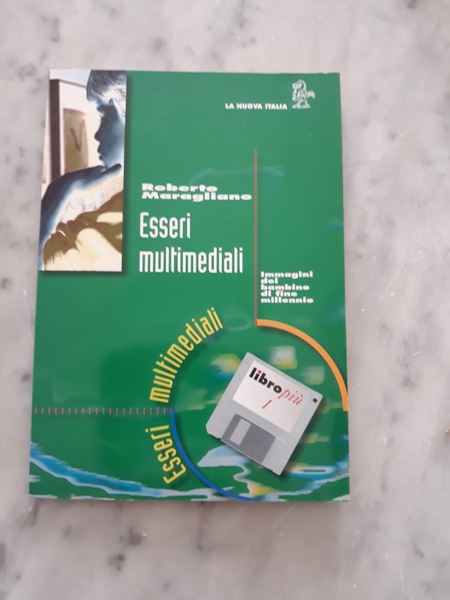 LA NUOVA ITALIA
Roberto
Maragliano
Esseri
multimediali
Immagini
del
bambino
di fine
millennio
Esseri multimediali
libro più
1